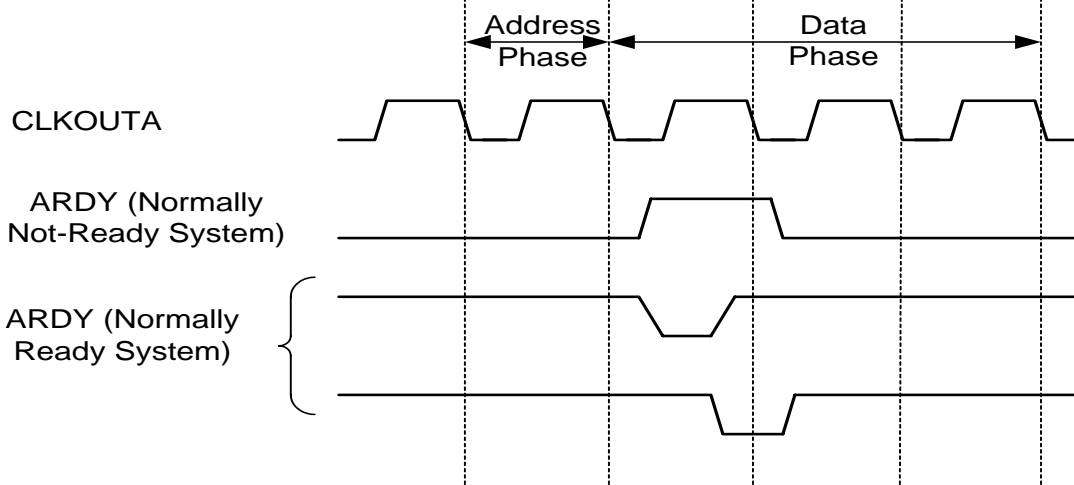 Address
Phase
Data
Phase
CLKOUTA
ARDY (Normally
Not-Ready System)
ARDY (Normally
Ready System)